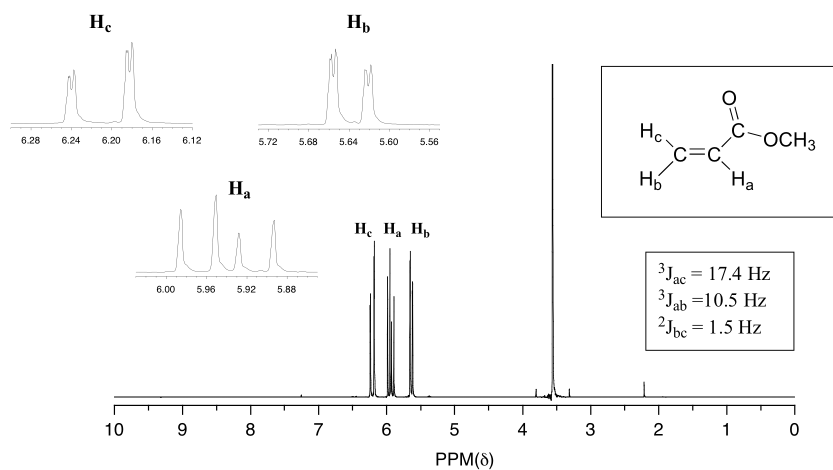 Hc
Hb
6.28 6.24 6.20 6.16 6.12
5.72 5.68 5.64 5.60 5.56
Ha
6.00 5.96 5.92 5.88
Hc Ha Hb
O
Hc C
C OCH3
Hb Ha
³Jac = 17.4 Hz
³Jab =10.5 Hz
²Jbc = 1.5 Hz
10 9 8 7 6 5 4 3 2 1 0
PPM(δ)